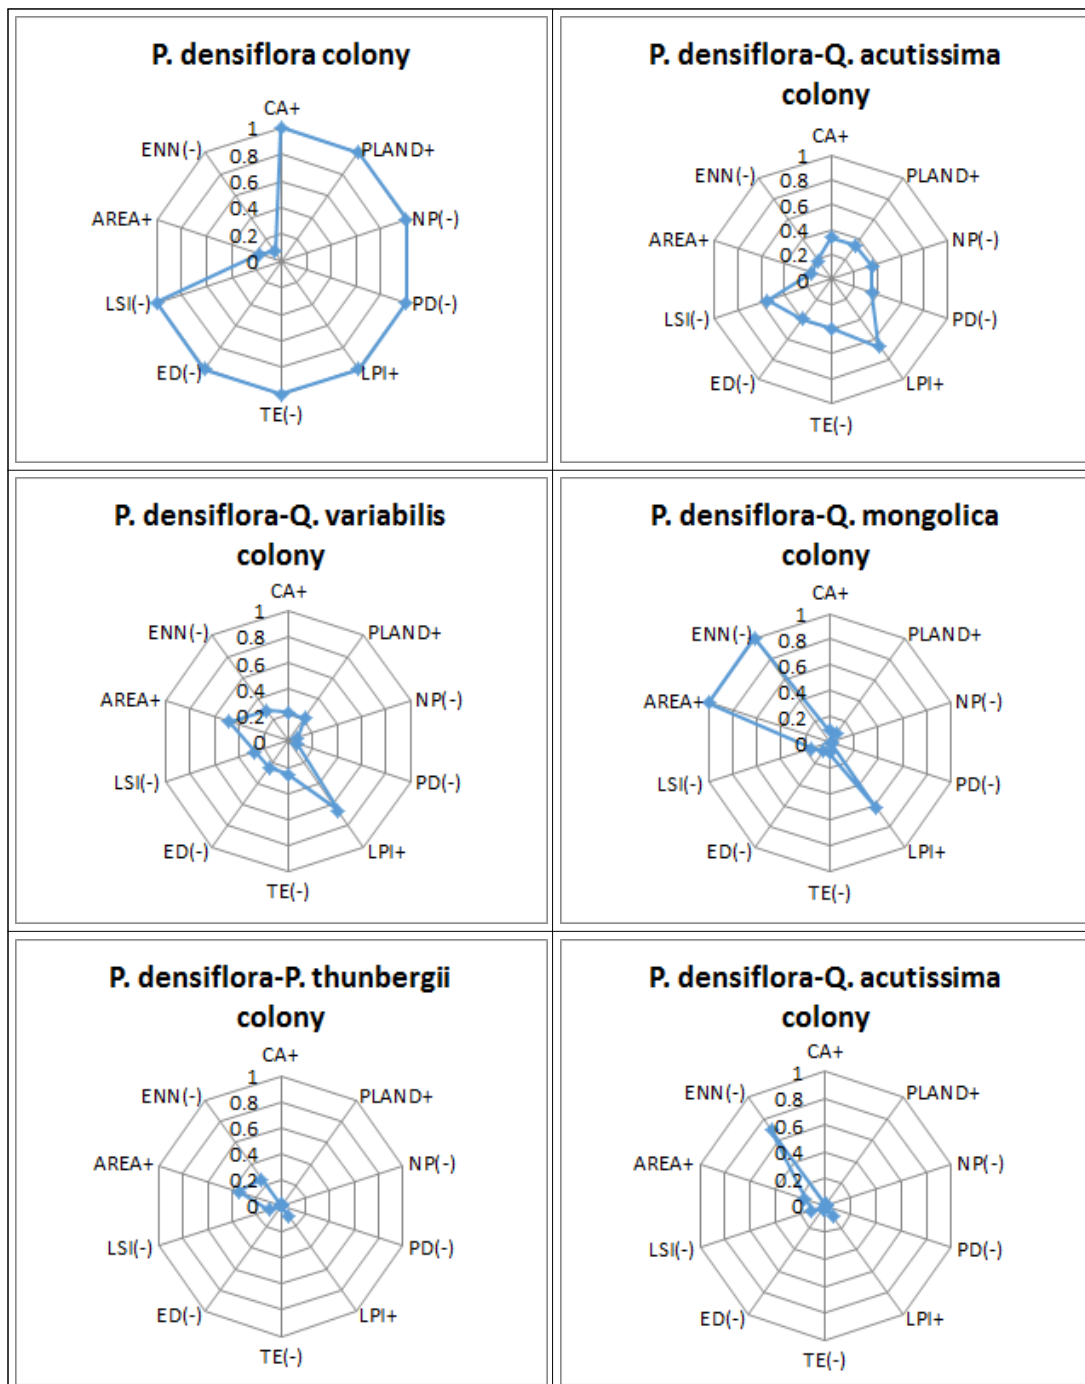 P. densiflora colony
CA+
PLAND+
NP(-)
PD(-)
LPI+
TE(-)
ED(-)
LSI(-)
AREA+
ENN(-)
1
0.8
0.6
0.4
0.2
0
P. densiflora-Q. acutissima
colony
CA+
PLAND+
NP(-)
PD(-)
LPI+
TE(-)
ED(-)
LSI(-)
AREA+
ENN(-)
1
0.8
0.6
0.4
0.2
0
P. densiflora-Q. variabilis
colony
CA+
PLAND+
NP(-)
PD(-)
LPI+
TE(-)
ED(-)
LSI(-)
AREA+
ENN(-)
1
0.8
0.6
0.4
0.2
0
P. densiflora-Q. mongolica
colony
CA+
PLAND+
NP(-)
PD(-)
LPI+
TE(-)
ED(-)
LSI(-)
AREA+
ENN(-)
1
0.8
0.6
0.4
0.2
0
P. densiflora-P. thunbergii
colony
CA+
PLAND+
NP(-)
PD(-)
LPI+
TE(-)
ED(-)
LSI(-)
AREA+
ENN(-)
1
0.8
0.6
0.4
0.2
0
P. densiflora-Q. acutissima
colony
CA+
PLAND+
NP(-)
PD(-)
LPI+
TE(-)
ED(-)
LSI(-)
AREA+
ENN(-)
1
0.8
0.6
0.4
0.2
0